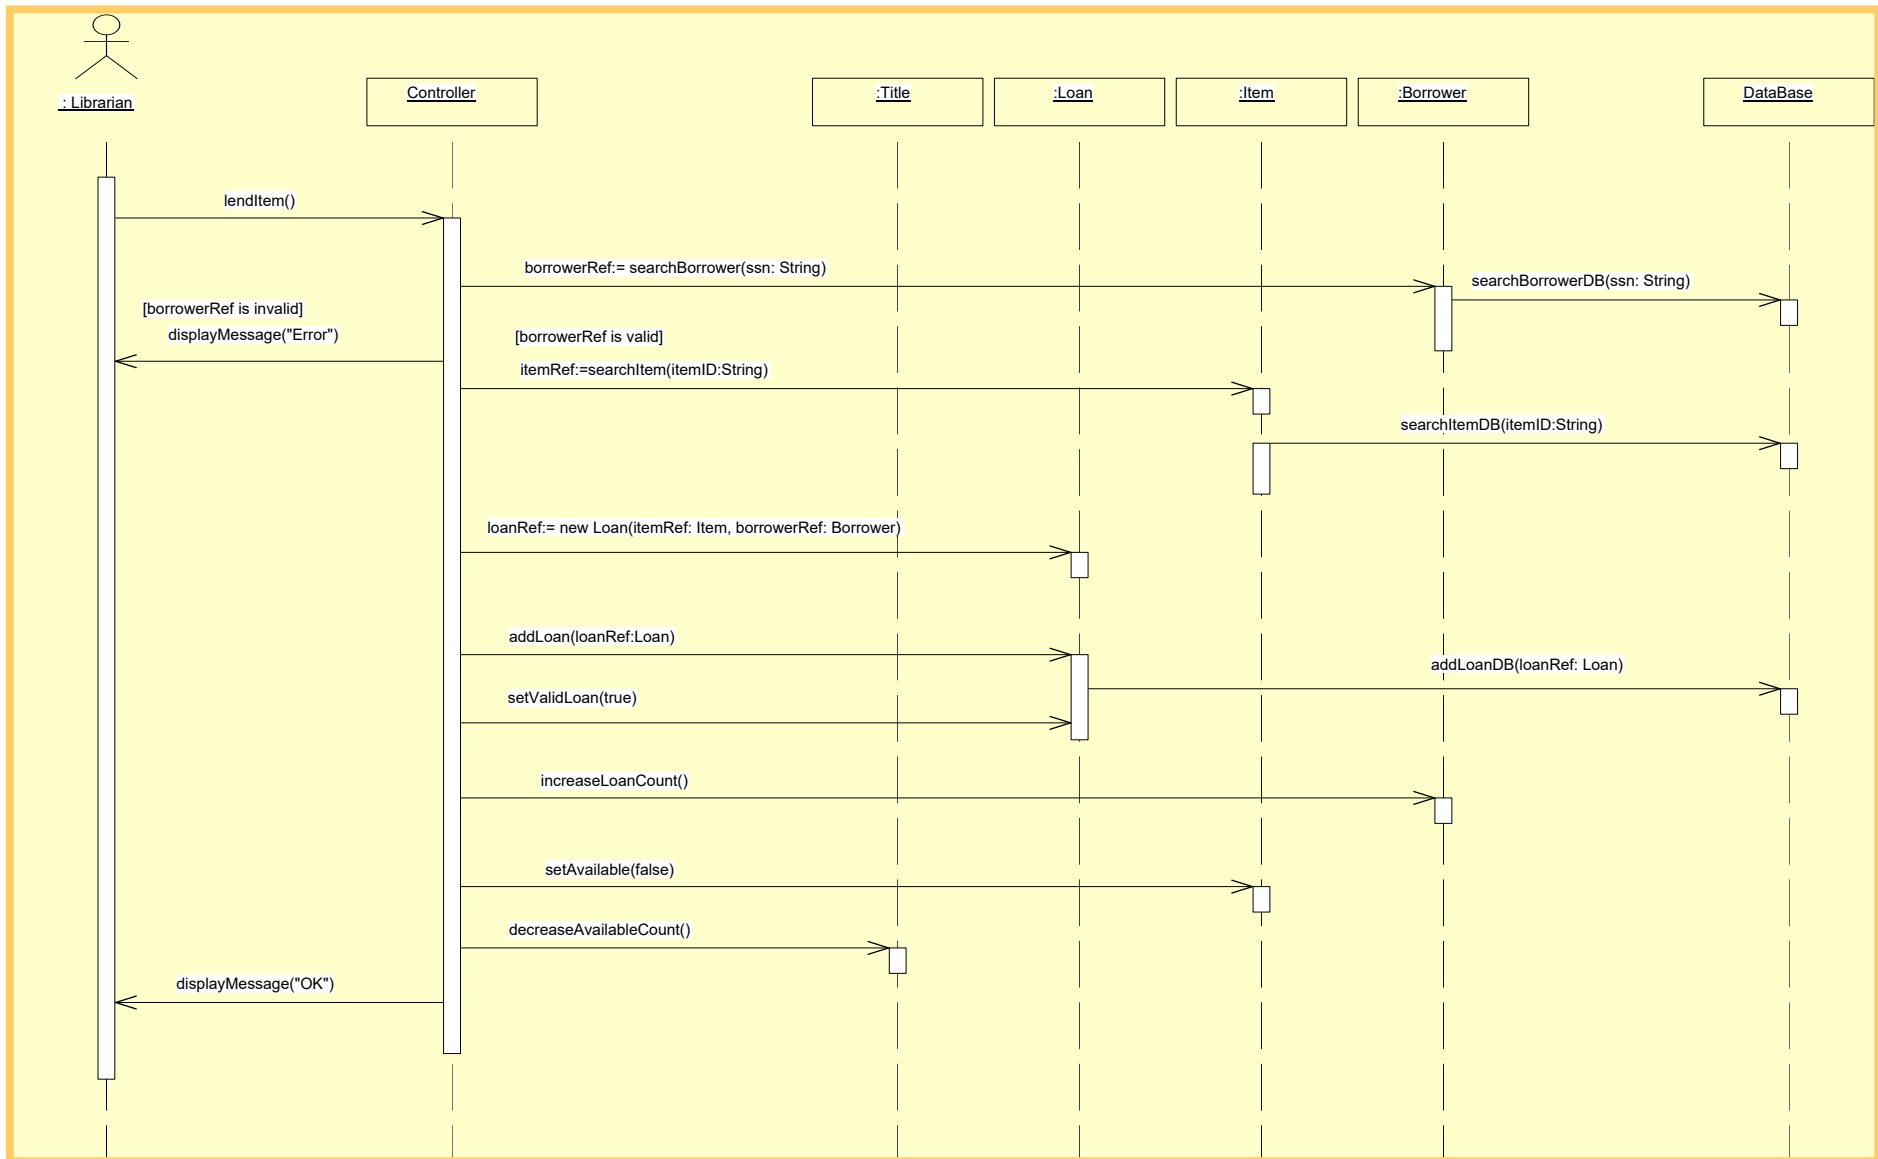 : Librarian
Controller
:Title
:Loan
:Item
:Borrower
DataBase
lendItem()
borrowerRef:= searchBorrower(ssn: String)
searchBorrowerDB(ssn: String)
[borrowerRef is invalid]
displayMessage("Error")
[borrowerRef is valid]
itemRef:=searchItem(itemID:String)
searchItemDB(itemID:String)
loanRef:= new Loan(itemRef: Item, borrowerRef: Borrower)
addLoan(loanRef:Loan)
addLoanDB(loanRef: Loan)
setValidLoan(true)
increaseLoanCount()
setAvailable(false)
decreaseAvailableCount()
displayMessage("OK")